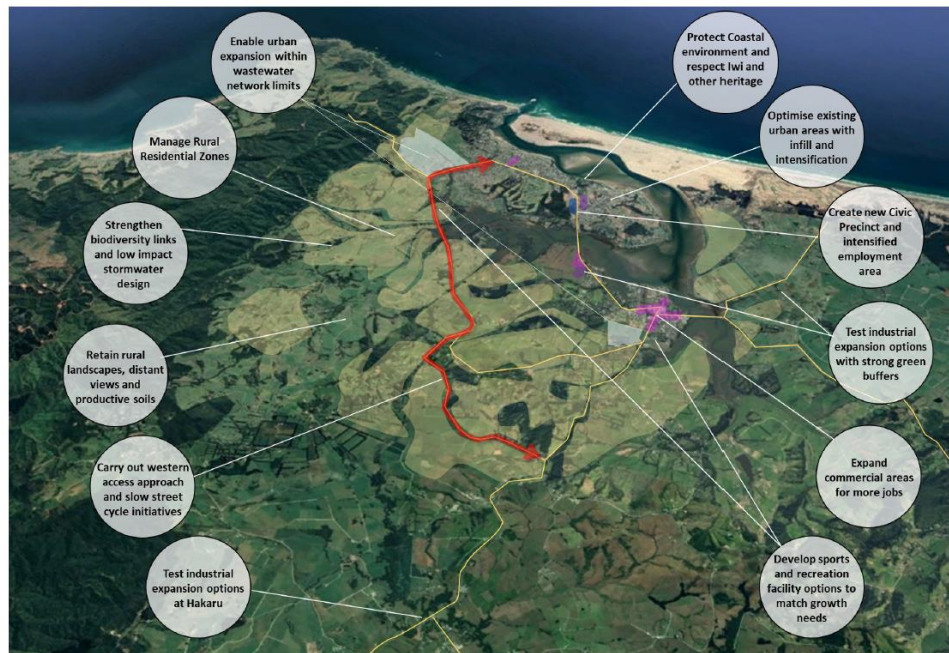 Enable urban
expansion within
wastewater
network limits
Manage Rural
Residential Zones
Strengthen
biodiversity links
and low impact
stormwater
design
Retain rural
landscapes, distant
views and
productive soils
Carry out western
access approach
and slow street
cycle initiatives
Test industrial
expansion options
at Hakaru
Protect Coastal
environment and
respect Iwi and
other heritage
Optimise existing
urban areas with
infill and
intensification
Create new Civic
Precinct and
intensified
employment
area
Test industrial
expansion options
with strong green
buffers
Expand
commercial areas
for more jobs
Develop sports
and recreation
facility options to
match growth
needs